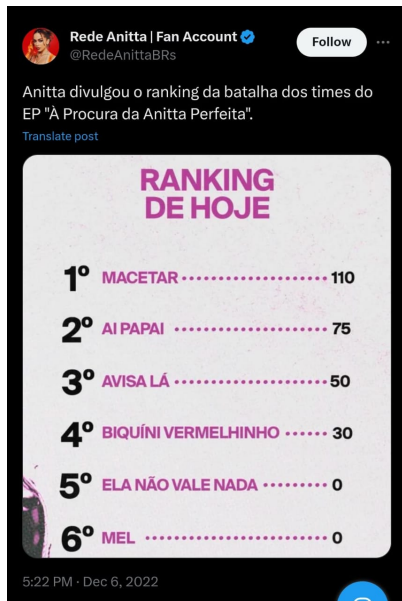 Rede Anitta | Fan Account
Follow
@RedeAnittaBRs
Anitta divulgou o ranking da batalha dos times do
EP "À Procura da Anitta Perfeita".
Translate post
RANKING
DE HOJE
1º MACETAR 110
2º AI PAPAI 75
3º AVISA LÁ 50
4º BIQUÍNI VERMELHINHO 30
5º ELA NÃO VALE NADA 0
6º MEL 0
5:22 PM · Dec 6, 2022